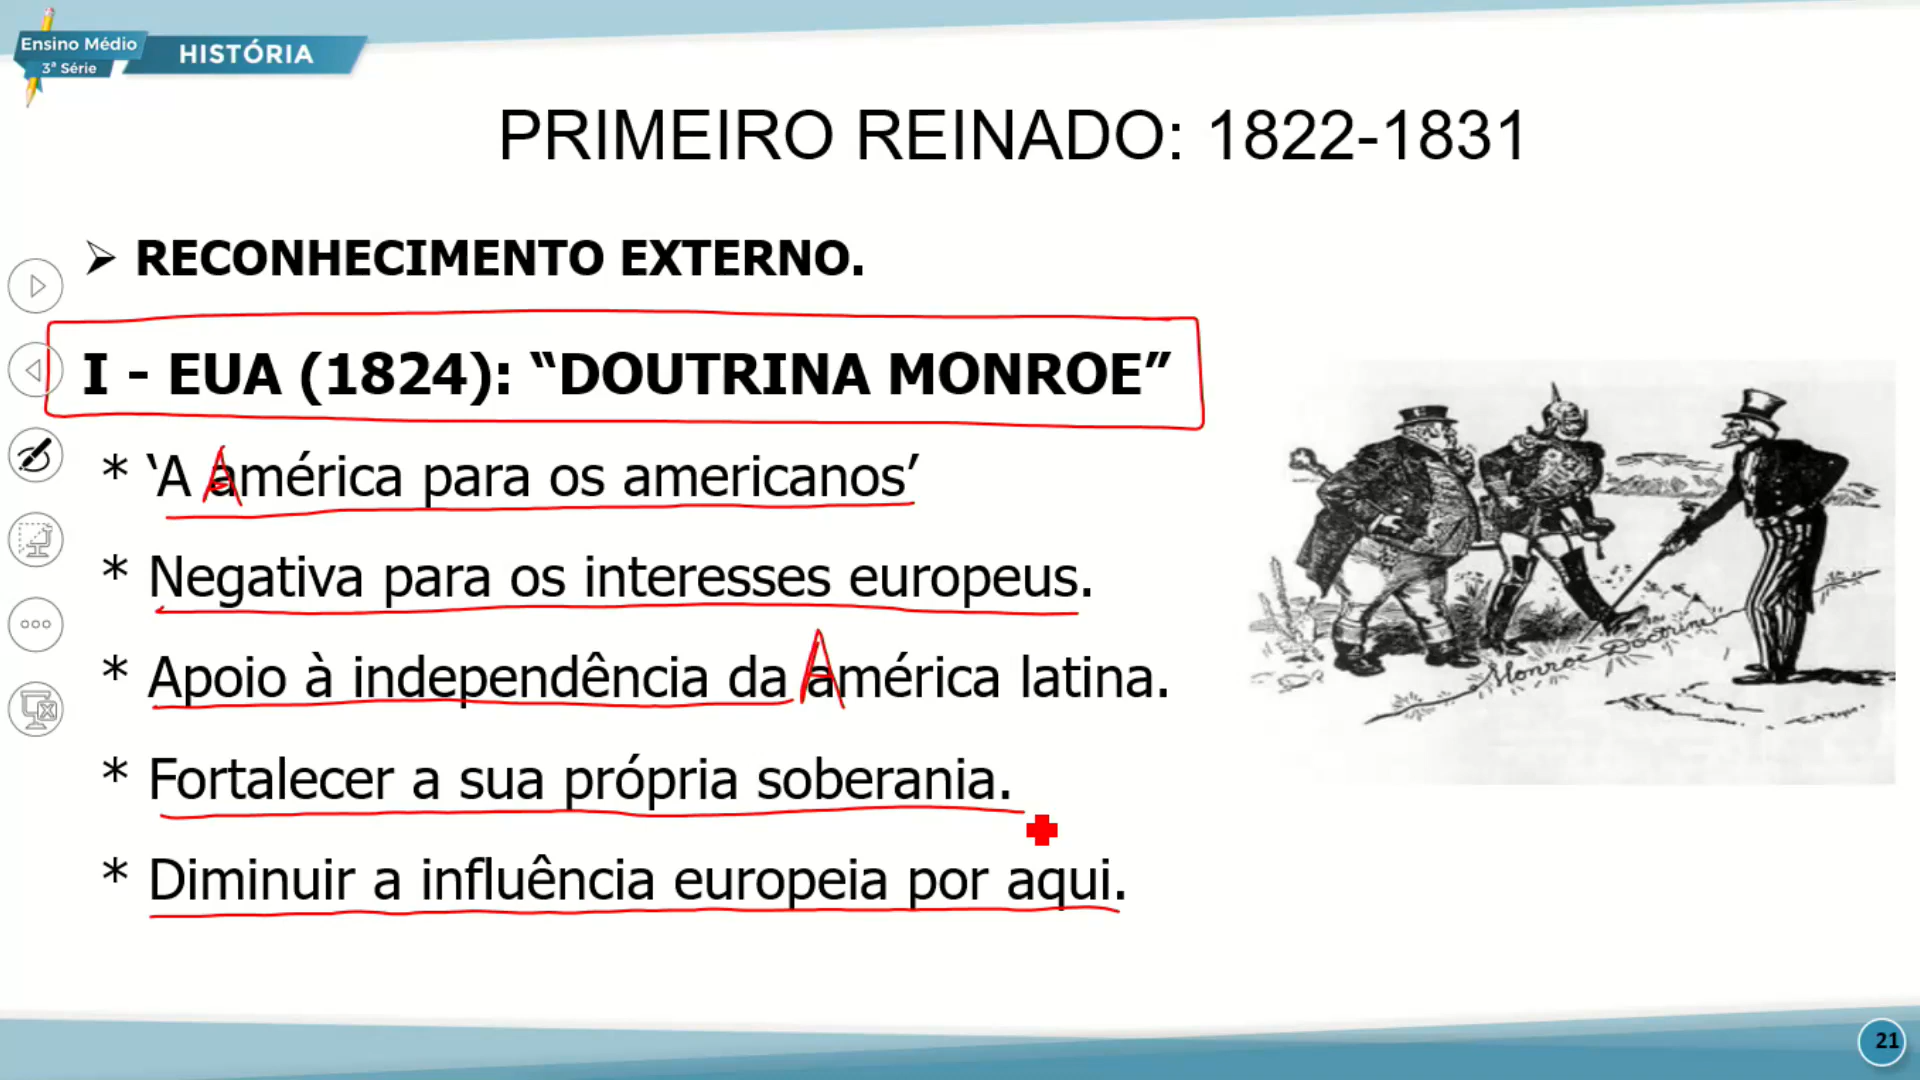 Ensino Médio
3ª Série
HISTÓRIA
PRIMEIRO REINADO: 1822-1831
➢ RECONHECIMENTO EXTERNO.
I - EUA (1824): “DOUTRINA MONROE”
* ‘A América para os americanos’
* Negativa para os interesses europeus.
* Apoio à independência da América latina.
* Fortalecer a sua própria soberania.
* Diminuir a influência europeia por aqui.
Monroe Doctrine
21